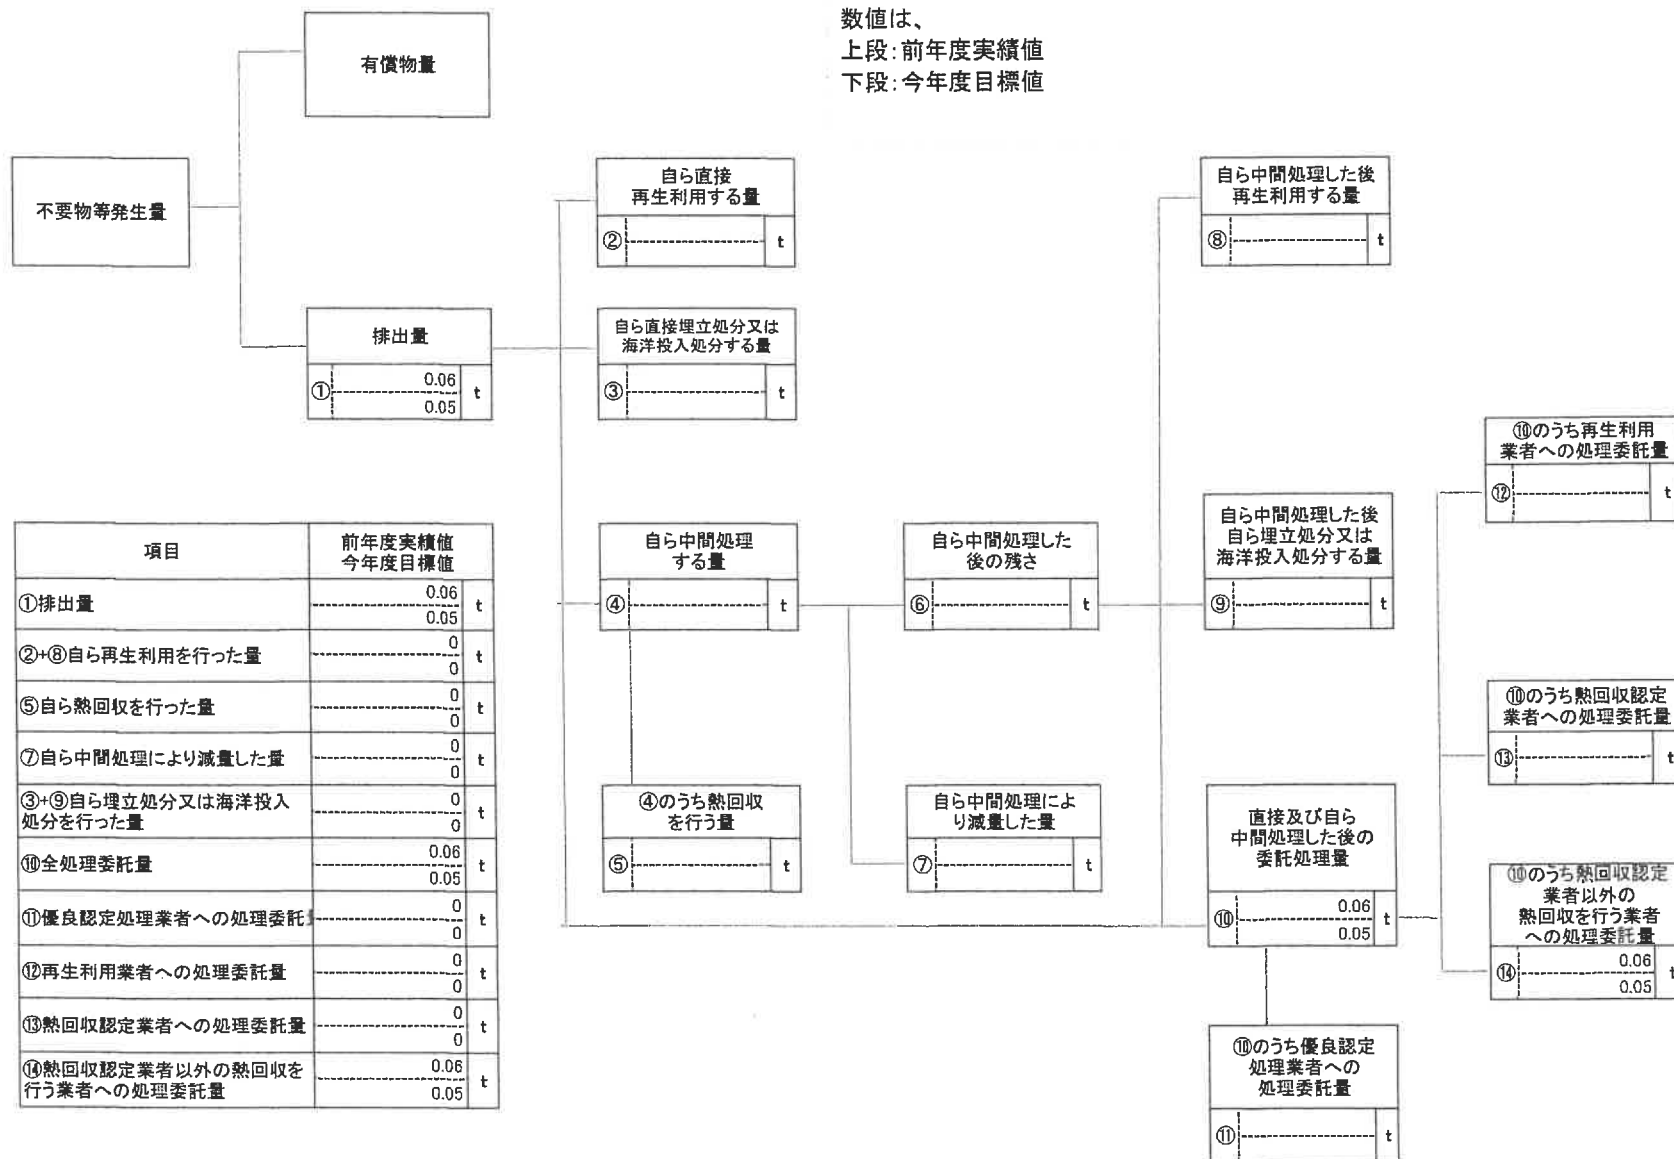 数値は、
上段:前年度実績値
下段:今年度目標値
有償物量
不要物等発生量
排出量
① 0.06 t
0.05
自ら直接
再生利用する量
② t
自ら直接埋立処分又は
海洋投入処分する量
③ t
自ら中間処理
する量
④ t
④のうち熱回収
を行う量
⑤ t
自ら中間処理した
後の残さ
⑥ t
自ら中間処理によ
り減量した量
⑦ t
自ら中間処理した後
再生利用する量
⑧ t
自ら中間処理した後
自ら埋立処分又は
海洋投入処分する量
⑨ t
直接及び自ら
中間処理した後の
委託処理量
⑩ 0.06 t
0.05
⑩のうち優良認定
処理業者への
処理委託量
⑪ t
⑩のうち再生利用
業者への処理委託量
⑫ t
⑩のうち熱回収認定
業者への処理委託量
⑬ t
⑩のうち熱回収認定
業者以外の
熱回収を行う業者
への処理委託量
⑭ 0.06 t
0.05
項目 前年度実績値
今年度目標値
①排出量 0.06 t
0.05
②+⑧自ら再生利用を行った量 0 t
0
⑤自ら熱回収を行った量 0 t
0
⑦自ら中間処理により減量した量 0 t
0
③+⑨自ら埋立処分又は海洋投入
処分を行った量 0 t
0
⑩全処理委託量 0.06 t
0.05
⑪優良認定処理業者への処理委託 0 t
0
⑫再生利用業者への処理委託量 0 t
0
⑬熱回収認定業者への処理委託量 0 t
0
⑭熱回収認定業者以外の熱回収を
行う業者への処理委託量 0.06 t
0.05